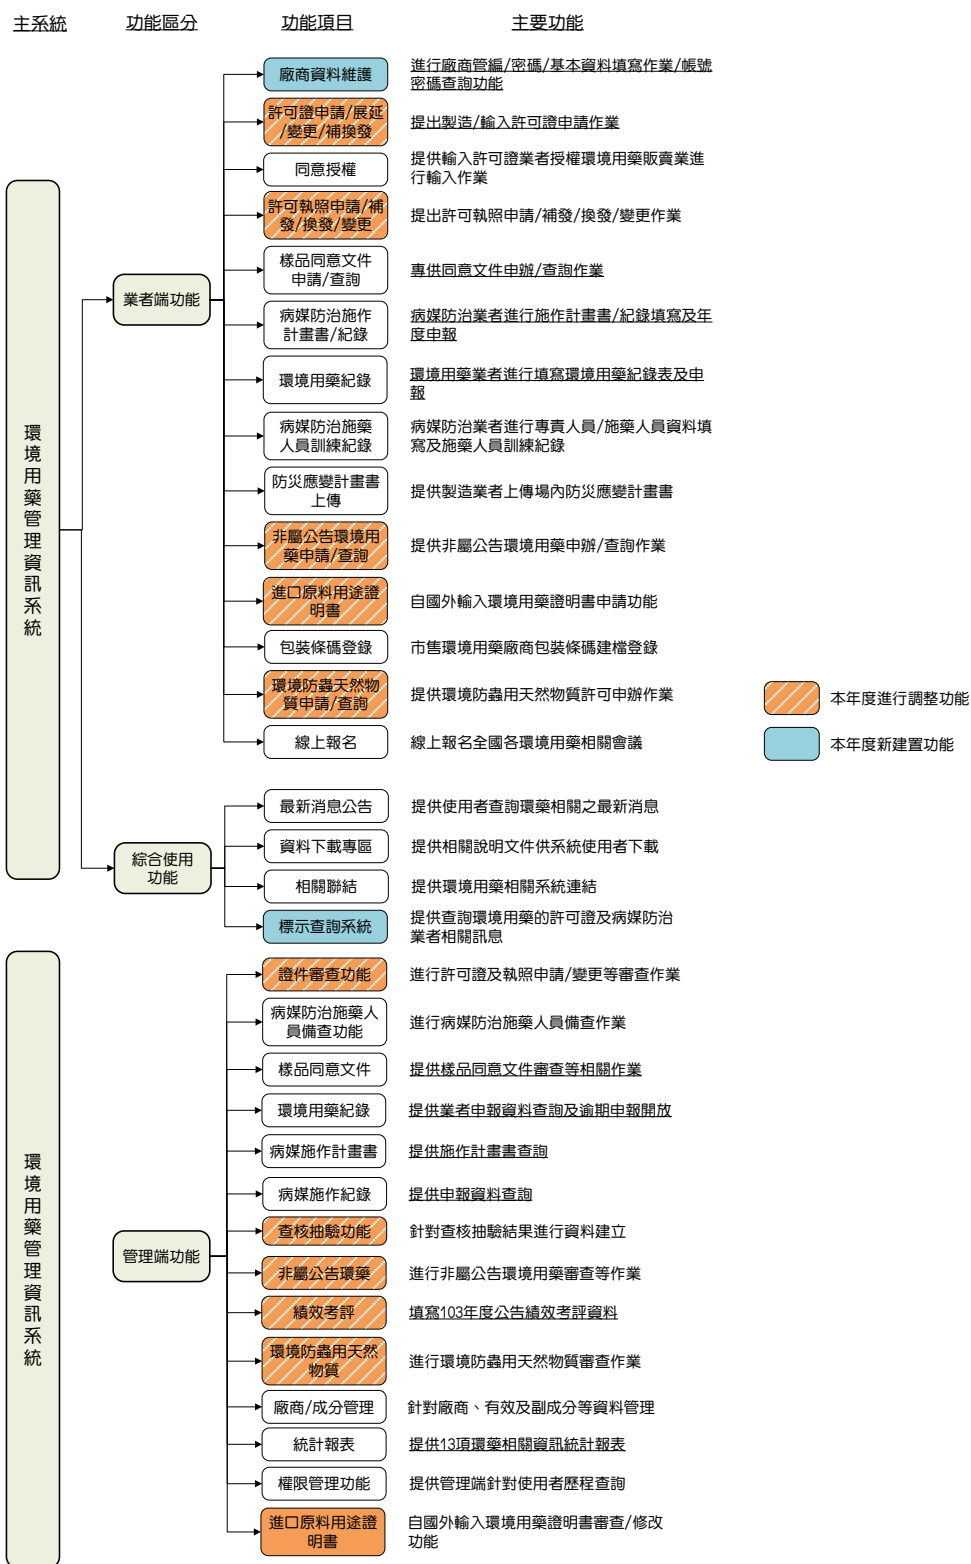 主系統
功能區分
功能項目
主要功能
環境用藥管理資訊系統
業者端功能
廠商資料維護
進行廠商管編/密碼/基本資料填寫作業/帳號
密碼查詢功能
許可證申請/展延
/變更/補換發
提出製造/輸入許可證申請作業
同意授權
提供輸入許可證業者授權環境用藥販賣業進
行輸入作業
許可執照申請/補
發/換發/變更
提出許可執照申請/補發/換發/變更作業
樣品同意文件
申請/查詢
專供同意文件申辦/查詢作業
病媒防治施作
計畫書/紀錄
病媒防治業者進行施作計畫書/紀錄填寫及年
度申報
環境用藥紀錄
環境用藥業者進行填寫環境用藥紀錄表及申
報
病媒防治施藥
人員訓練紀錄
病媒防治業者進行專責人員/施藥人員資料填
寫及施藥人員訓練紀錄
防災應變計畫書
上傳
提供製造業者上傳場內防災應變計畫書
非屬公告環境用
藥申請/查詢
提供非屬公告環境用藥申辦/查詢作業
進口原料用途證
明書
自國外輸入環境用藥證明書申請功能
包裝條碼登錄
市售環境用藥廠商包裝條碼建檔登錄
環境防蟲天然物
質申請/查詢
提供環境防蟲用天然物質許可申辦作業
線上報名
線上報名全國各環境用藥相關會議
本年度進行調整功能
本年度新建置功能
綜合使用
功能
最新消息公告
提供使用者查詢環藥相關之最新消息
資料下載專區
提供相關說明文件供系統使用者下載
相關聯結
提供環境用藥相關系統連結
標示查詢系統
提供查詢環境用藥的許可證及病媒防治
業者相關訊息
環境用藥管理資訊系統
管理端功能
證件審查功能
進行許可證及執照申請/變更等審查作業
病媒防治施藥人
員備查功能
進行病媒防治施藥人員備查作業
樣品同意文件
提供樣品同意文件審查等相關作業
環境用藥紀錄
提供業者申報資料查詢及逾期申報開放
病媒施作計畫書
提供施作計畫書查詢
病媒施作紀錄
提供申報資料查詢
查核抽驗功能
針對查核抽驗結果進行資料建立
非屬公告環藥
進行非屬公告環境用藥審查等作業
績效考評
填寫103年度公告績效考評資料
環境防蟲用天然
物質
進行環境防蟲用天然物質審查作業
廠商/成分管理
針對廠商、有效及副成分等資料管理
統計報表
提供13項環藥相關資訊統計報表
權限管理功能
提供管理端針對使用者歷程查詢
進口原料用途證
明書
自國外輸入環境用藥證明書審查/修改
功能